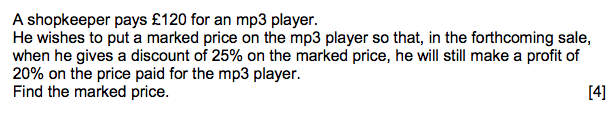 A shopkeeper pays £120 for an mp3 player.
He wishes to put a marked price on the mp3 player so that, in the forthcoming sale,
when he gives a discount of 25% on the marked price, he will still make a profit of
20% on the price paid for the mp3 player.
Find the marked price. [4]